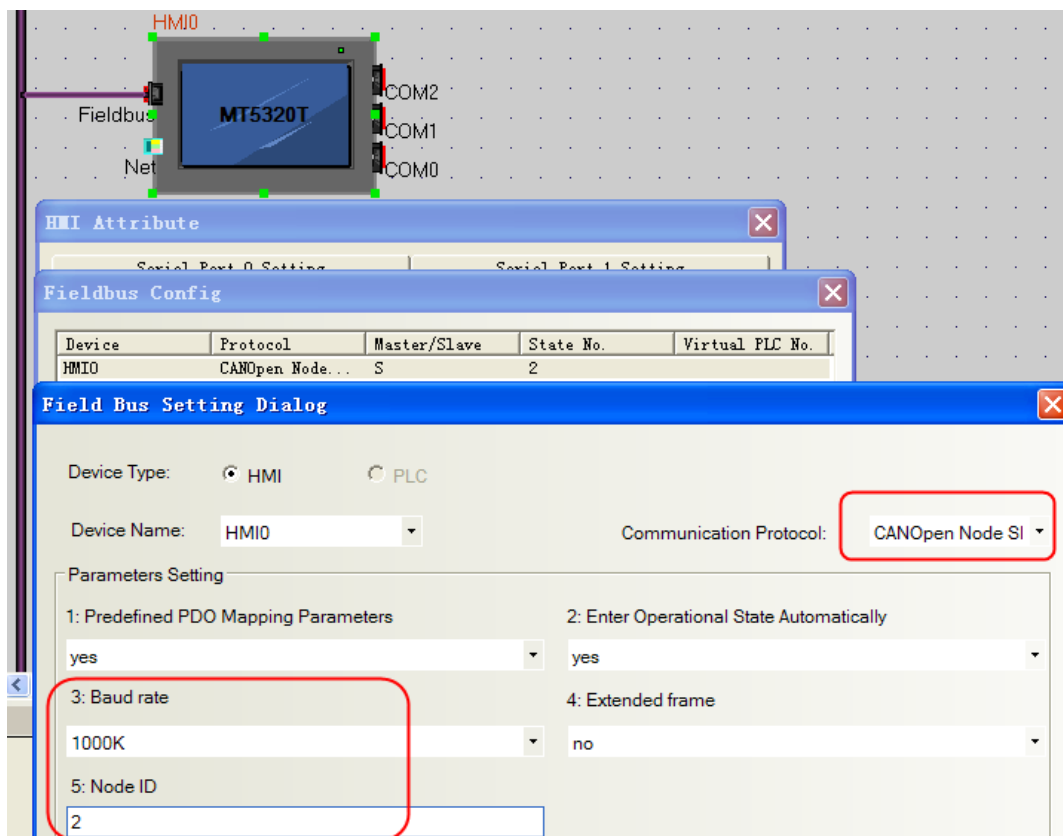 HMI0
COM2
Fieldbus
MT5320T
COM1
Net
COM0
HMI Attribute
Serial Port 0 Setting Serial Port 1 Setting
Fieldbus Config
Device Protocol Master/Slave State No. Virtual PLC No.
HMI0 CANOpen Node... S 2
Field Bus Setting Dialog
Device Type: HMI PLC
Device Name: HMI0 Communication Protocol: CANOpen Node Sl
Parameters Setting
1: Predefined PDO Mapping Parameters 2: Enter Operational State Automatically
yes yes
3: Baud rate 4: Extended frame
1000K no
5: Node ID
2